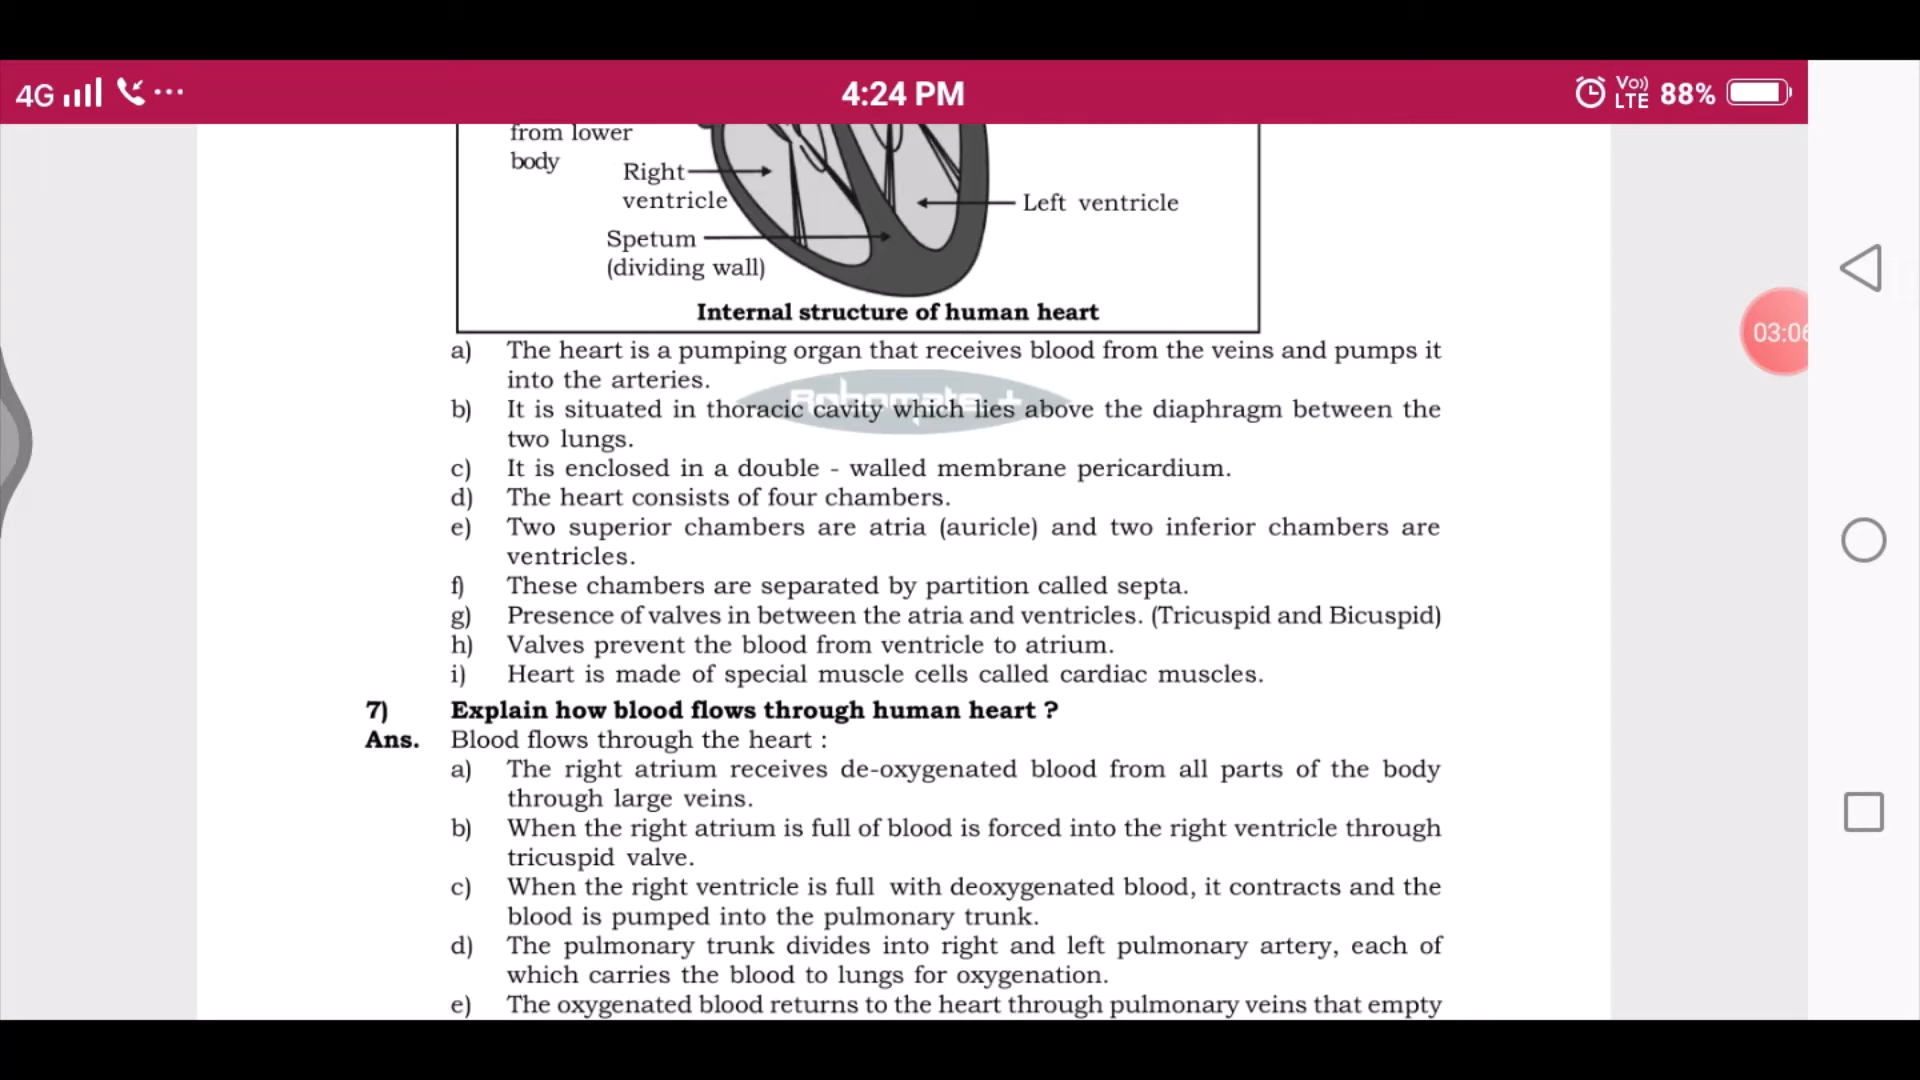 4G 4:24 PM Vo)) LTE 88%
from lower
body
Right
ventricle
Left ventricle
Spetum
(dividing wall)
Internal structure of human heart
03:06
a) The heart is a pumping organ that receives blood from the veins and pumps it
into the arteries.
Robomate +
b) It is situated in thoracic cavity which lies above the diaphragm between the
two lungs.
c) It is enclosed in a double - walled membrane pericardium.
d) The heart consists of four chambers.
e) Two superior chambers are atria (auricle) and two inferior chambers are
ventricles.
f) These chambers are separated by partition called septa.
g) Presence of valves in between the atria and ventricles. (Tricuspid and Bicuspid)
h) Valves prevent the blood from ventricle to atrium.
i) Heart is made of special muscle cells called cardiac muscles.
7) Explain how blood flows through human heart ?
Ans. Blood flows through the heart :
a) The right atrium receives de-oxygenated blood from all parts of the body
through large veins.
b) When the right atrium is full of blood is forced into the right ventricle through
tricuspid valve.
c) When the right ventricle is full with deoxygenated blood, it contracts and the
blood is pumped into the pulmonary trunk.
d) The pulmonary trunk divides into right and left pulmonary artery, each of
which carries the blood to lungs for oxygenation.
e) The oxygenated blood returns to the heart through pulmonary veins that empty